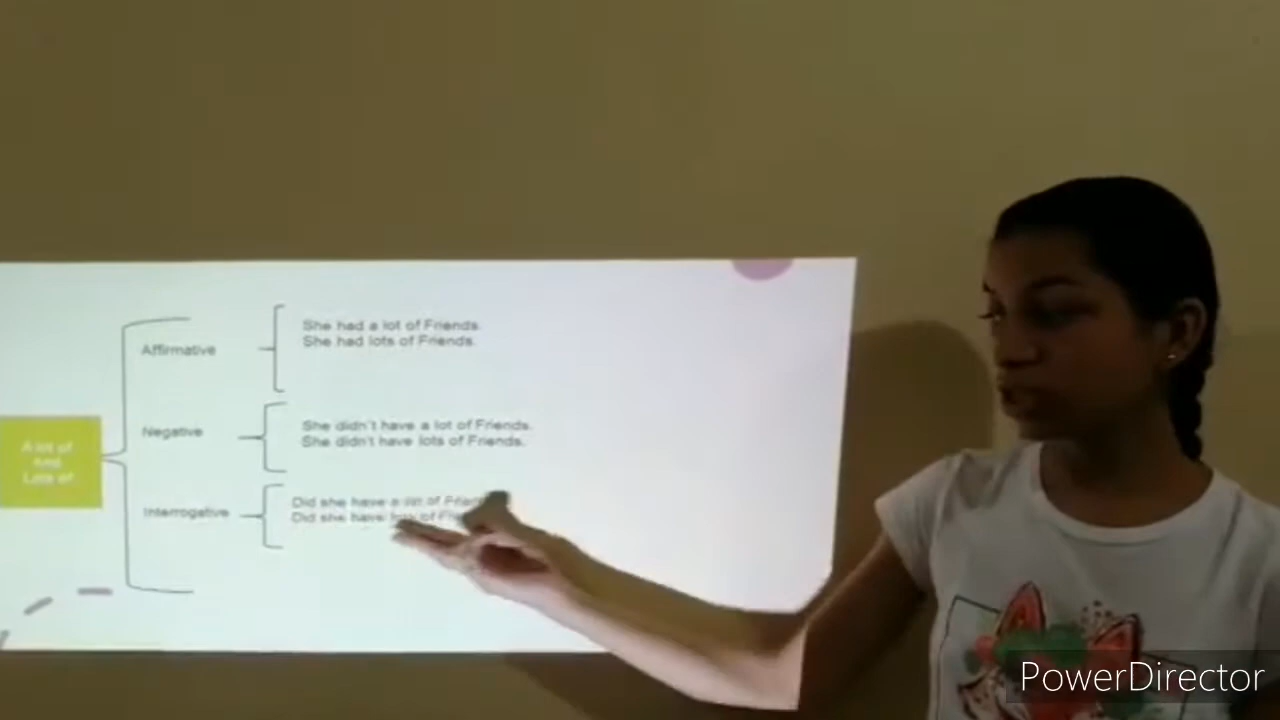 A lot of
and
Lots of
Affirmative
She had a lot of Friends.
She had lots of Friends.
Negative
She didn't have a lot of Friends.
She didn't have lots of Friends.
Interrogative
Did she have a lot of
Did she have of
PowerDirector